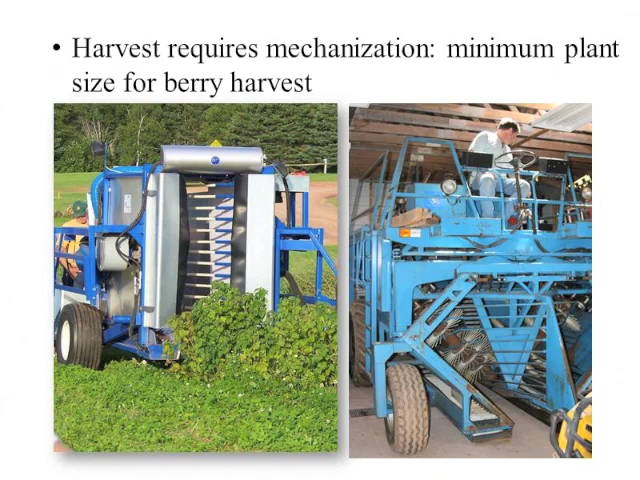 • Harvest requires mechanization: minimum plant
size for berry harvest